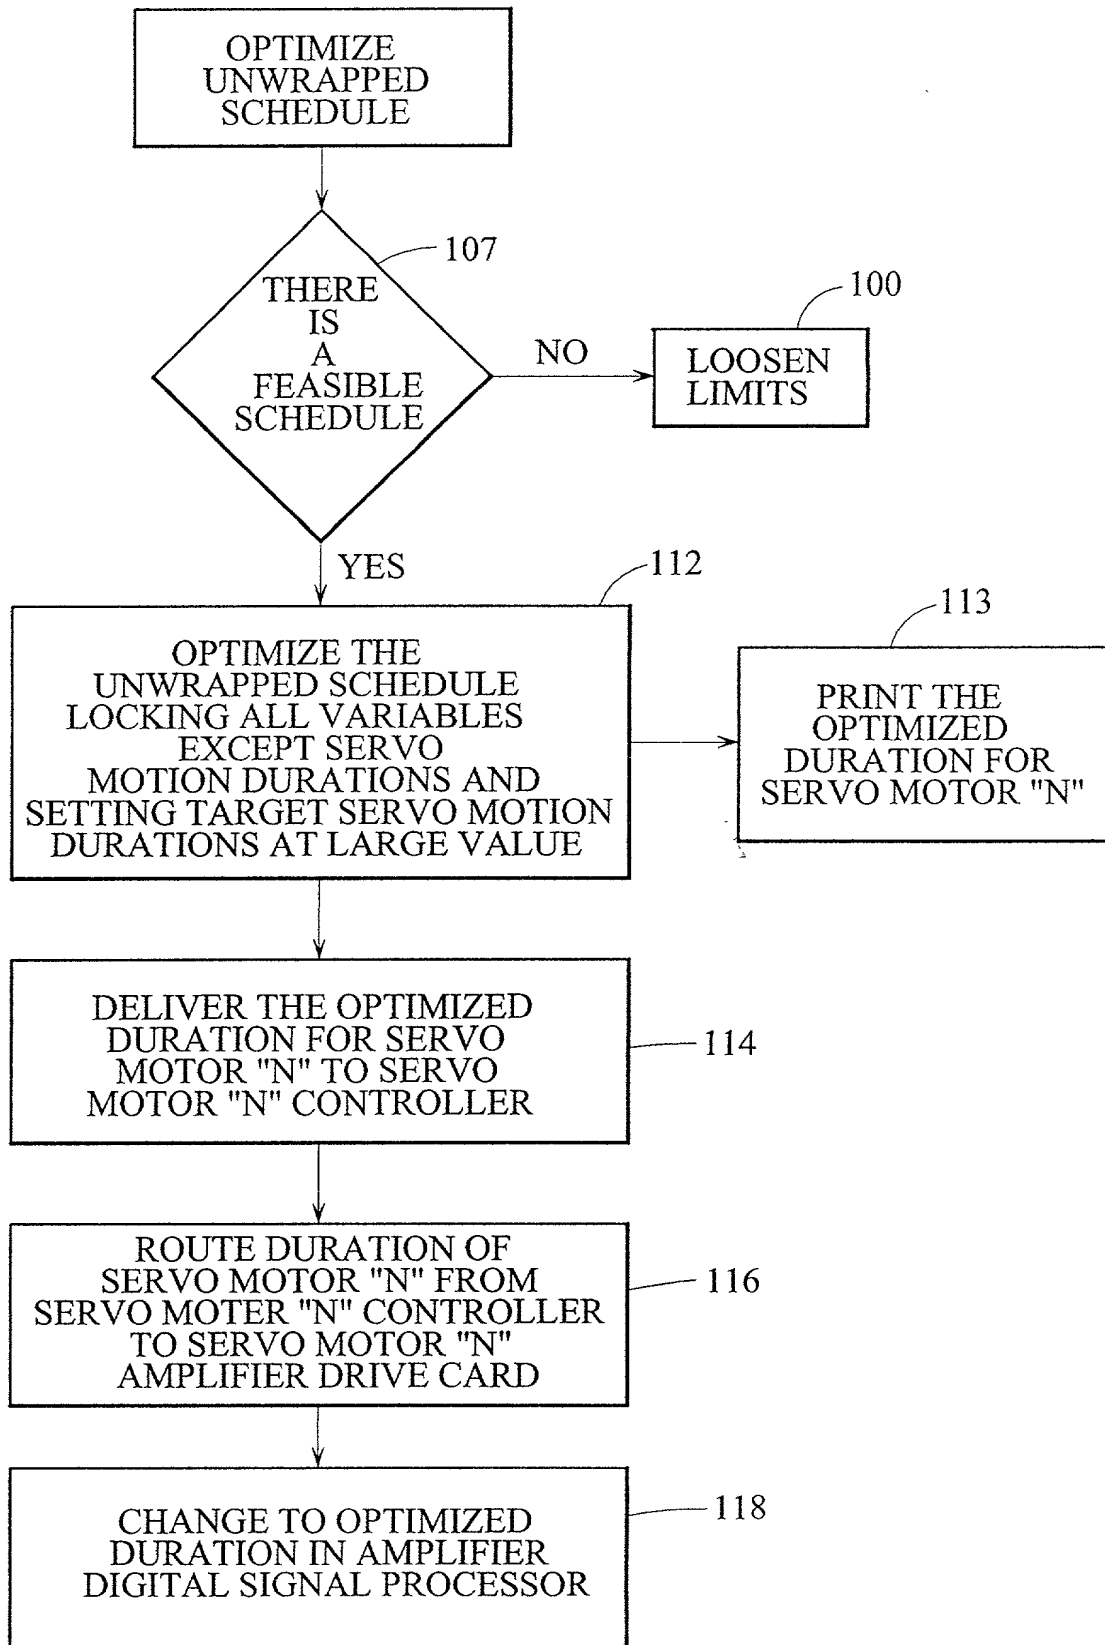 OPTIMIZE
UNWRAPPED
SCHEDULE
107
THERE
IS
A
FEASIBLE
SCHEDULE
NO
100
LOOSEN
LIMITS
YES
112
OPTIMIZE THE
UNWRAPPED SCHEDULE
LOCKING ALL VARIABLES
EXCEPT SERVO
MOTION DURATIONS AND
SETTING TARGET SERVO MOTION
DURATIONS AT LARGE VALUE
113
PRINT THE
OPTIMIZED
DURATION FOR
SERVO MOTOR "N"
DELIVER THE OPTIMIZED
DURATION FOR SERVO
MOTOR "N" TO SERVO
MOTOR "N" CONTROLLER
114
ROUTE DURATION OF
SERVO MOTOR "N" FROM
SERVO MOTER "N" CONTROLLER
TO SERVO MOTOR "N"
AMPLIFIER DRIVE CARD
116
CHANGE TO OPTIMIZED
DURATION IN AMPLIFIER
DIGITAL SIGNAL PROCESSOR
118